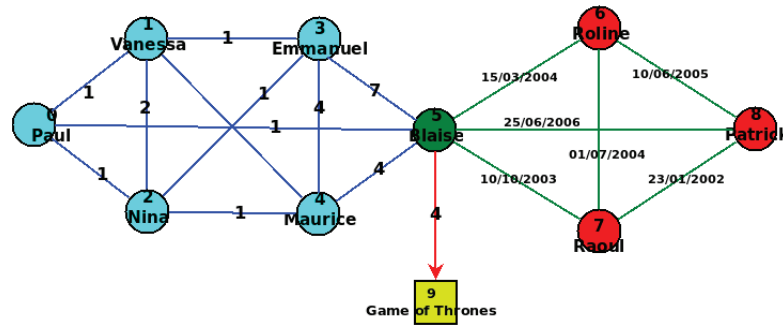 1
Vanessa
1
3
Emmanuel
6
Roline
0
Paul
1
2
1
4
7
15/03/2004
10/06/2005
1
5
Blaise
25/06/2006
8
Patrick
01/07/2004
1
2
Nina
1
4
Maurice
4
10/10/2003
23/01/2002
7
Raoul
4
9
Game of Thrones